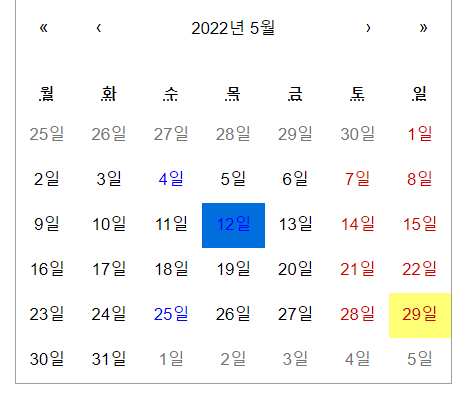 « ‹ 2022년 5월 › »
월 화 수 목 금 토 일
25일 26일 27일 28일 29일 30일 1일
2일 3일 4일 5일 6일 7일 8일
9일 10일 11일 12일 13일 14일 15일
16일 17일 18일 19일 20일 21일 22일
23일 24일 25일 26일 27일 28일 29일
30일 31일 1일 2일 3일 4일 5일